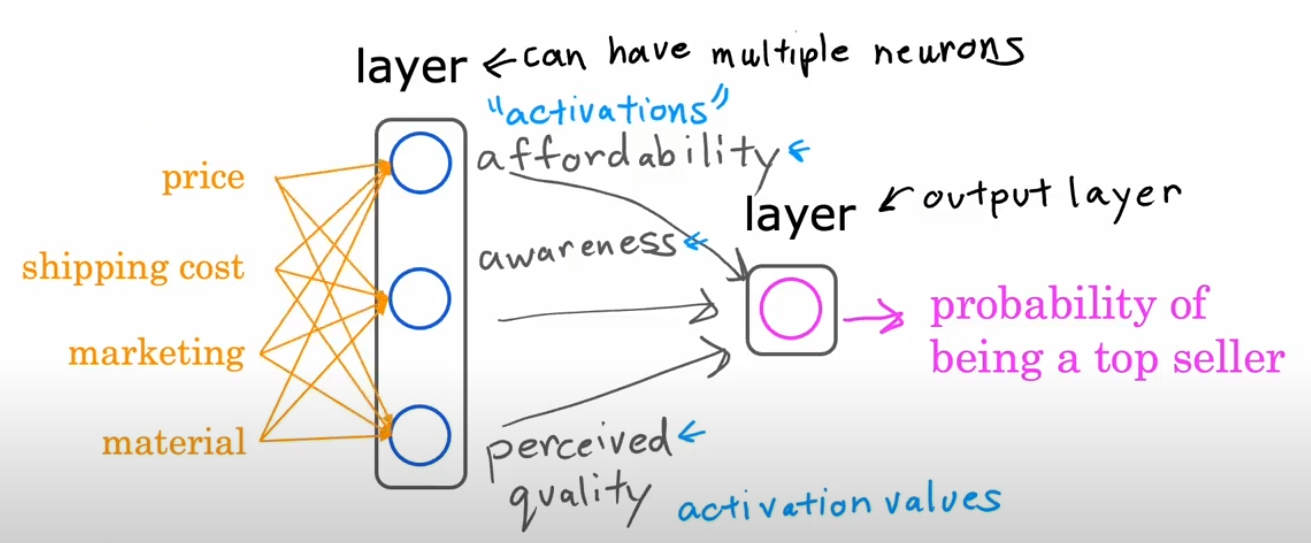 layer ← can have multiple neurons
"activations"
affordability ←
price
layer ← output layer
awareness ←
shipping cost
probability of
being a top seller
marketing
material
perceived ←
quality
activation values